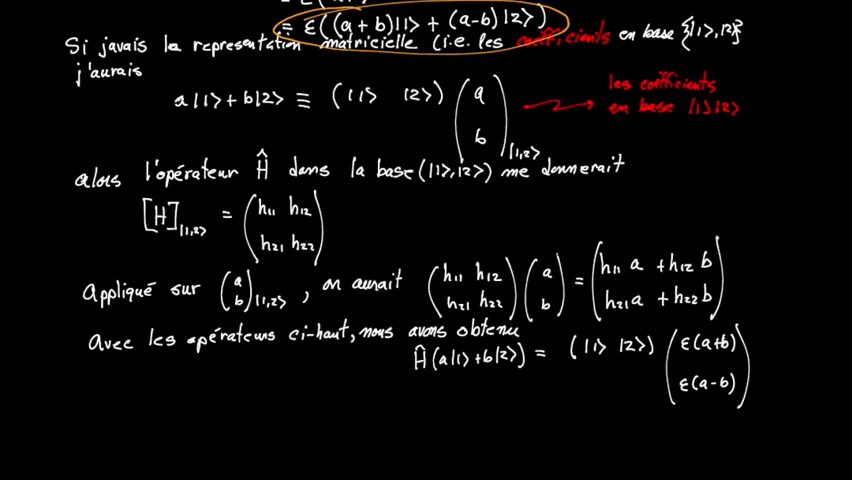 = ε((a+b)|1> + (a-b)|2>)
Si javais la representation matricielle (i.e. les coefficients en base {|1>,|2>}
j'aurais
a|1> + b|2> ≡ (|1> |2>) (a b)|1,2> les coefficients en base |1>|2>
alors l'opérateur Ĥ dans la base (|1>,|2>) me donnerait
[H]|1,2> = (h11 h12 h21 h22)
Appliqué sur (a b)|1,2>, on aurait (h11 h12 h21 h22) (a b) = (h11 a + h12 b h21 a + h22 b)
Avec les opérateurs ci-haut, nous avons obtenu
Ĥ(a|1> + b|2>) = (|1> |2>) (ε(a+b) ε(a-b))